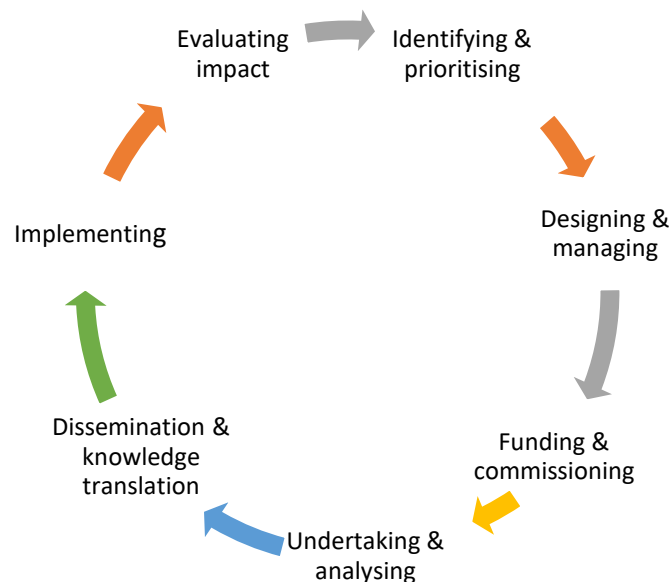 Evaluating
impact
Identifying &
prioritising
Designing &
managing
Funding &
commissioning
Undertaking &
analysing
Dissemination &
knowledge
translation
Implementing